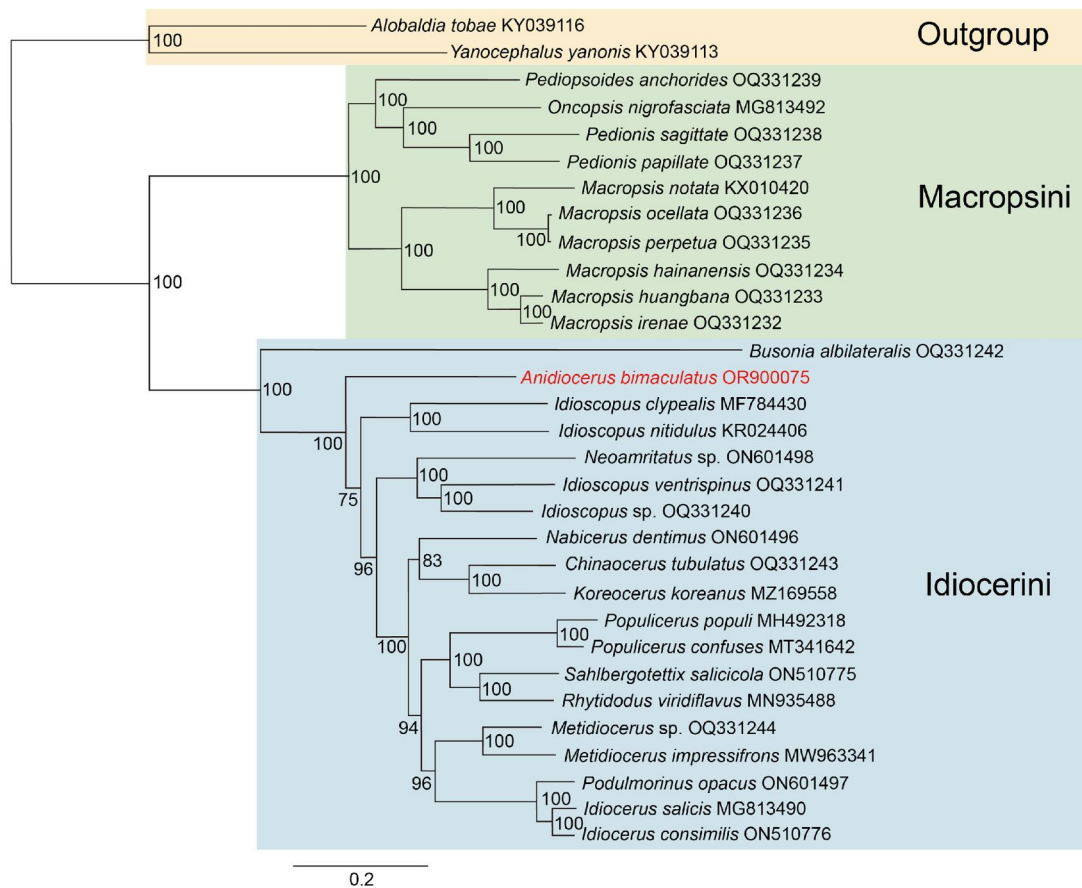 Alobaldia tobae KY039116
100
Yanocephalus yanonis KY039113
Outgroup
Pediopsoides anchorides OQ331239
100
Oncopsis nigrofasciata MG813492
100
Pedionis sagittate OQ331238
100
Pedionis papillate OQ331237
100
Macropsis notata KX010420
100
Macropsis ocellata OQ331236
100
Macropsis perpetua OQ331235
100
Macropsis hainanensis OQ331234
100
Macropsis huangbana OQ331233
100
Macropsis irenae OQ331232
Macropsini
100
Busonia albilateralis OQ331242
100
Anidiocerus bimaculatus OR900075
100
Idioscopus clypealis MF784430
100
Idioscopus nitidulus KR024406
75
Neoamritatus sp. ON601498
100
Idioscopus ventrispinus OQ331241
100
Idioscopus sp. OQ331240
96
Nabicerus dentimus ON601496
83
Chinaocerus tubulatus OQ331243
100
Koreocerus koreanus MZ169558
Idiocerini
100
Populicerus populi MH492318
100
Populicerus confuses MT341642
100
Sahlbergotettix salicicola ON510775
100
Rhytidodus viridiflavus MN935488
94
Metidiocerus sp. OQ331244
100
Metidiocerus impressifrons MW963341
96
Podulmorinus opacus ON601497
100
Idiocerus salicis MG813490
100
Idiocerus consimilis ON510776
0.2